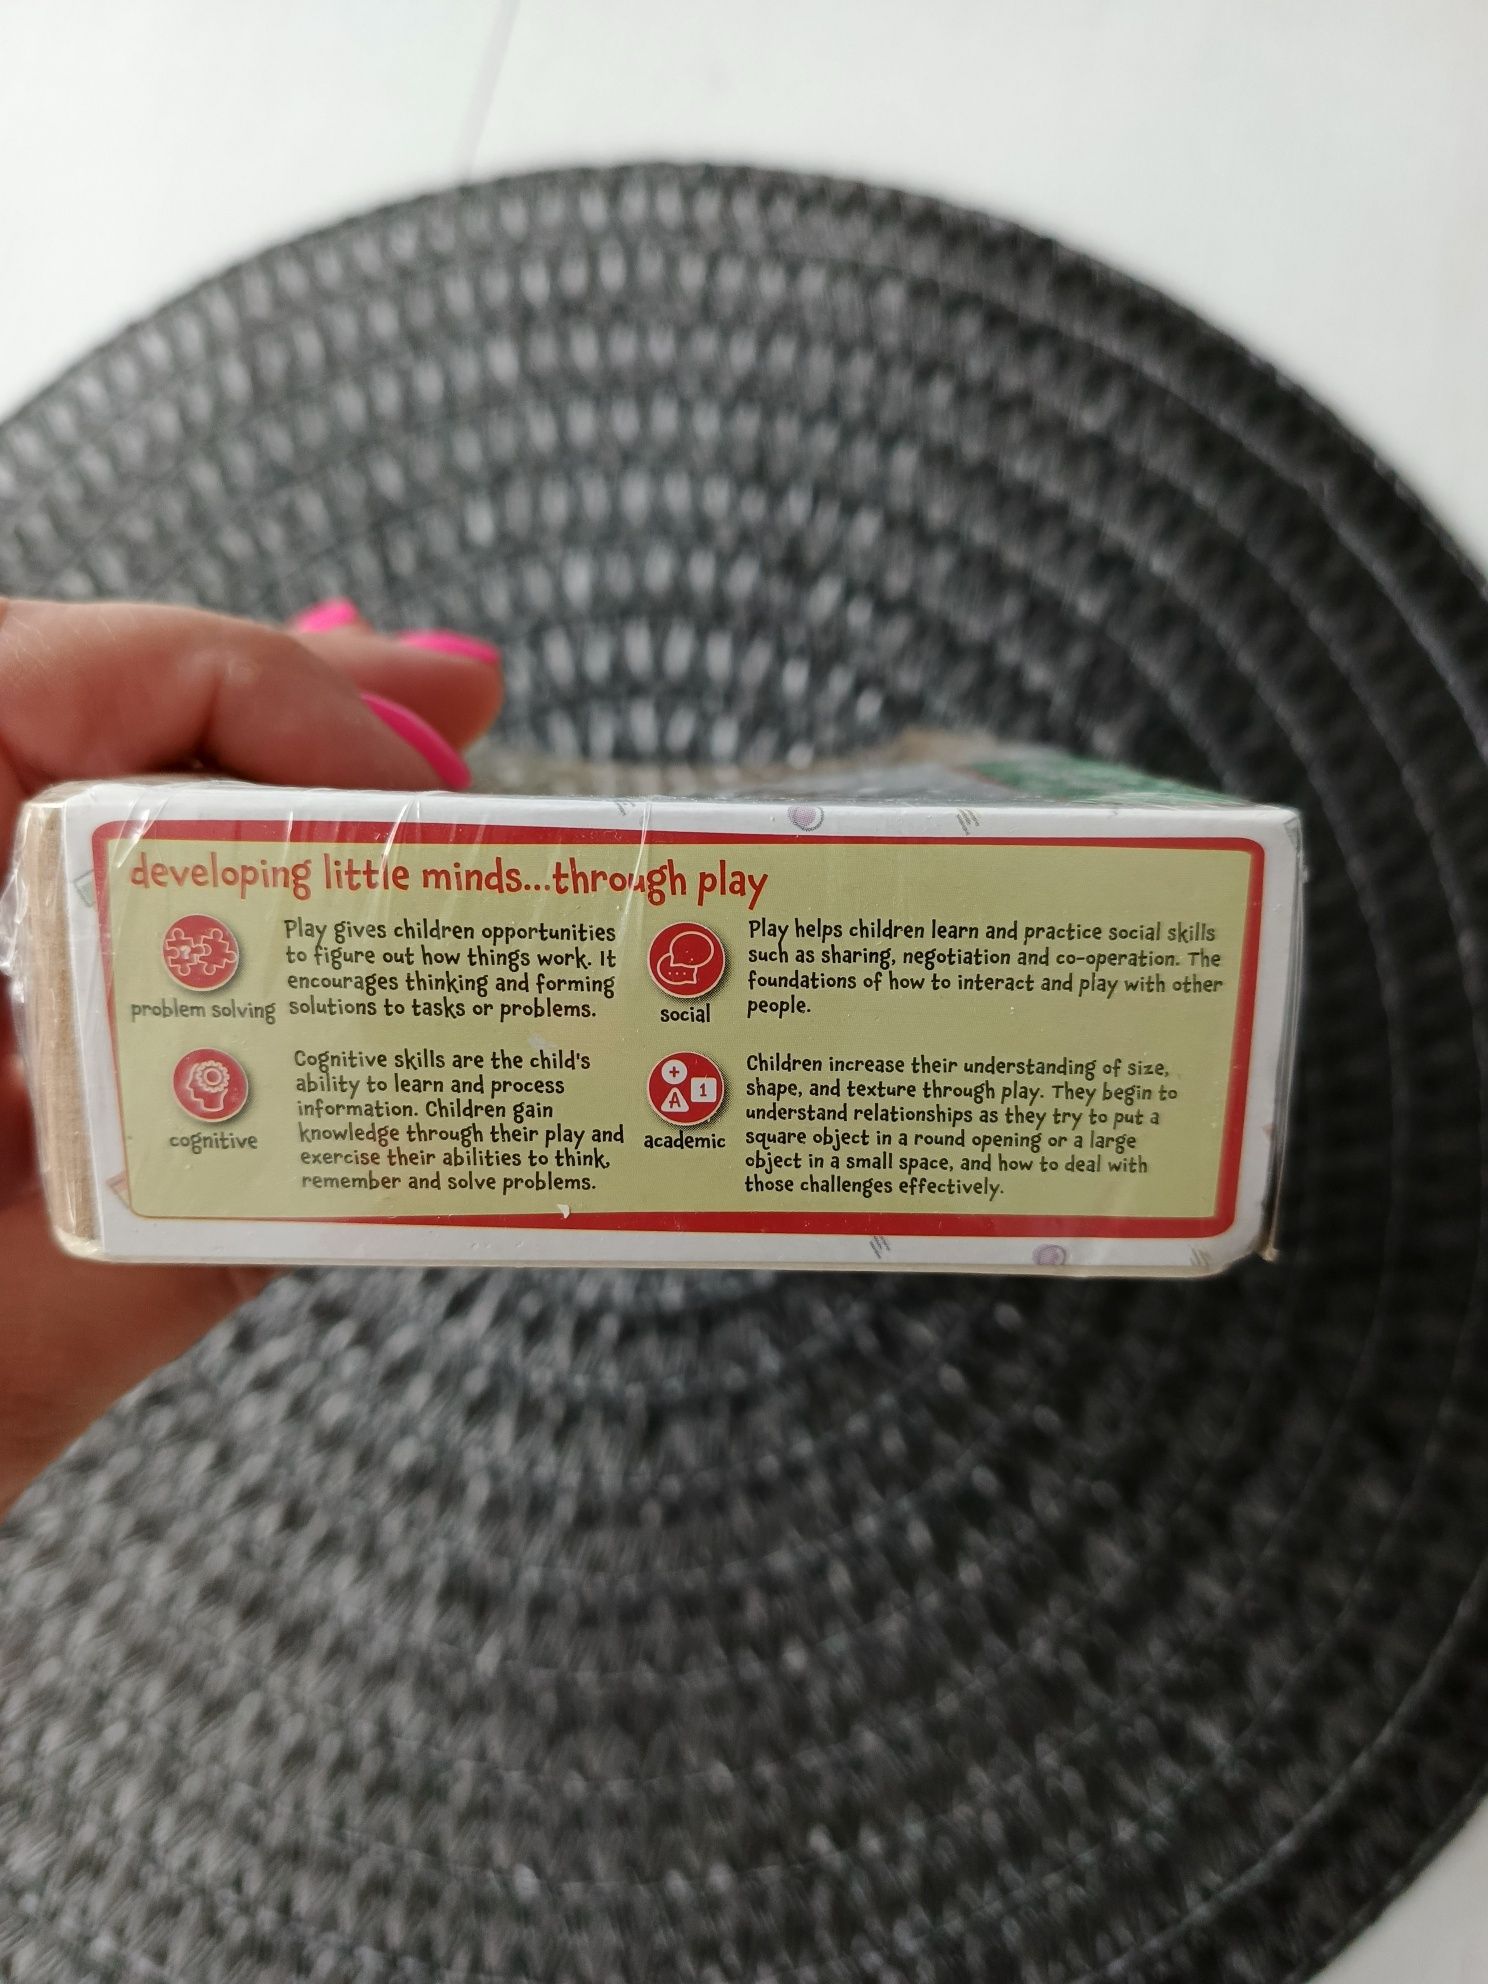 developing little minds...through play
Play gives children opportunities
to figure out how things work. It
encourages thinking and forming
solutions to tasks or problems.
problem solving
Play helps children learn and practice social skills
such as sharing, negotiation and co-operation. The
foundations of how to interact and play with other
people.
social
Cognitive skills are the child's
ability to learn and process
information. Children gain
knowledge through their play and
exercise their abilities to think,
remember and solve problems.
cognitive
+
A 1
academic
Children increase their understanding of size,
shape, and texture through play. They begin to
understand relationships as they try to put a
square object in a round opening or a large
object in a small space, and how to deal with
those challenges effectively.